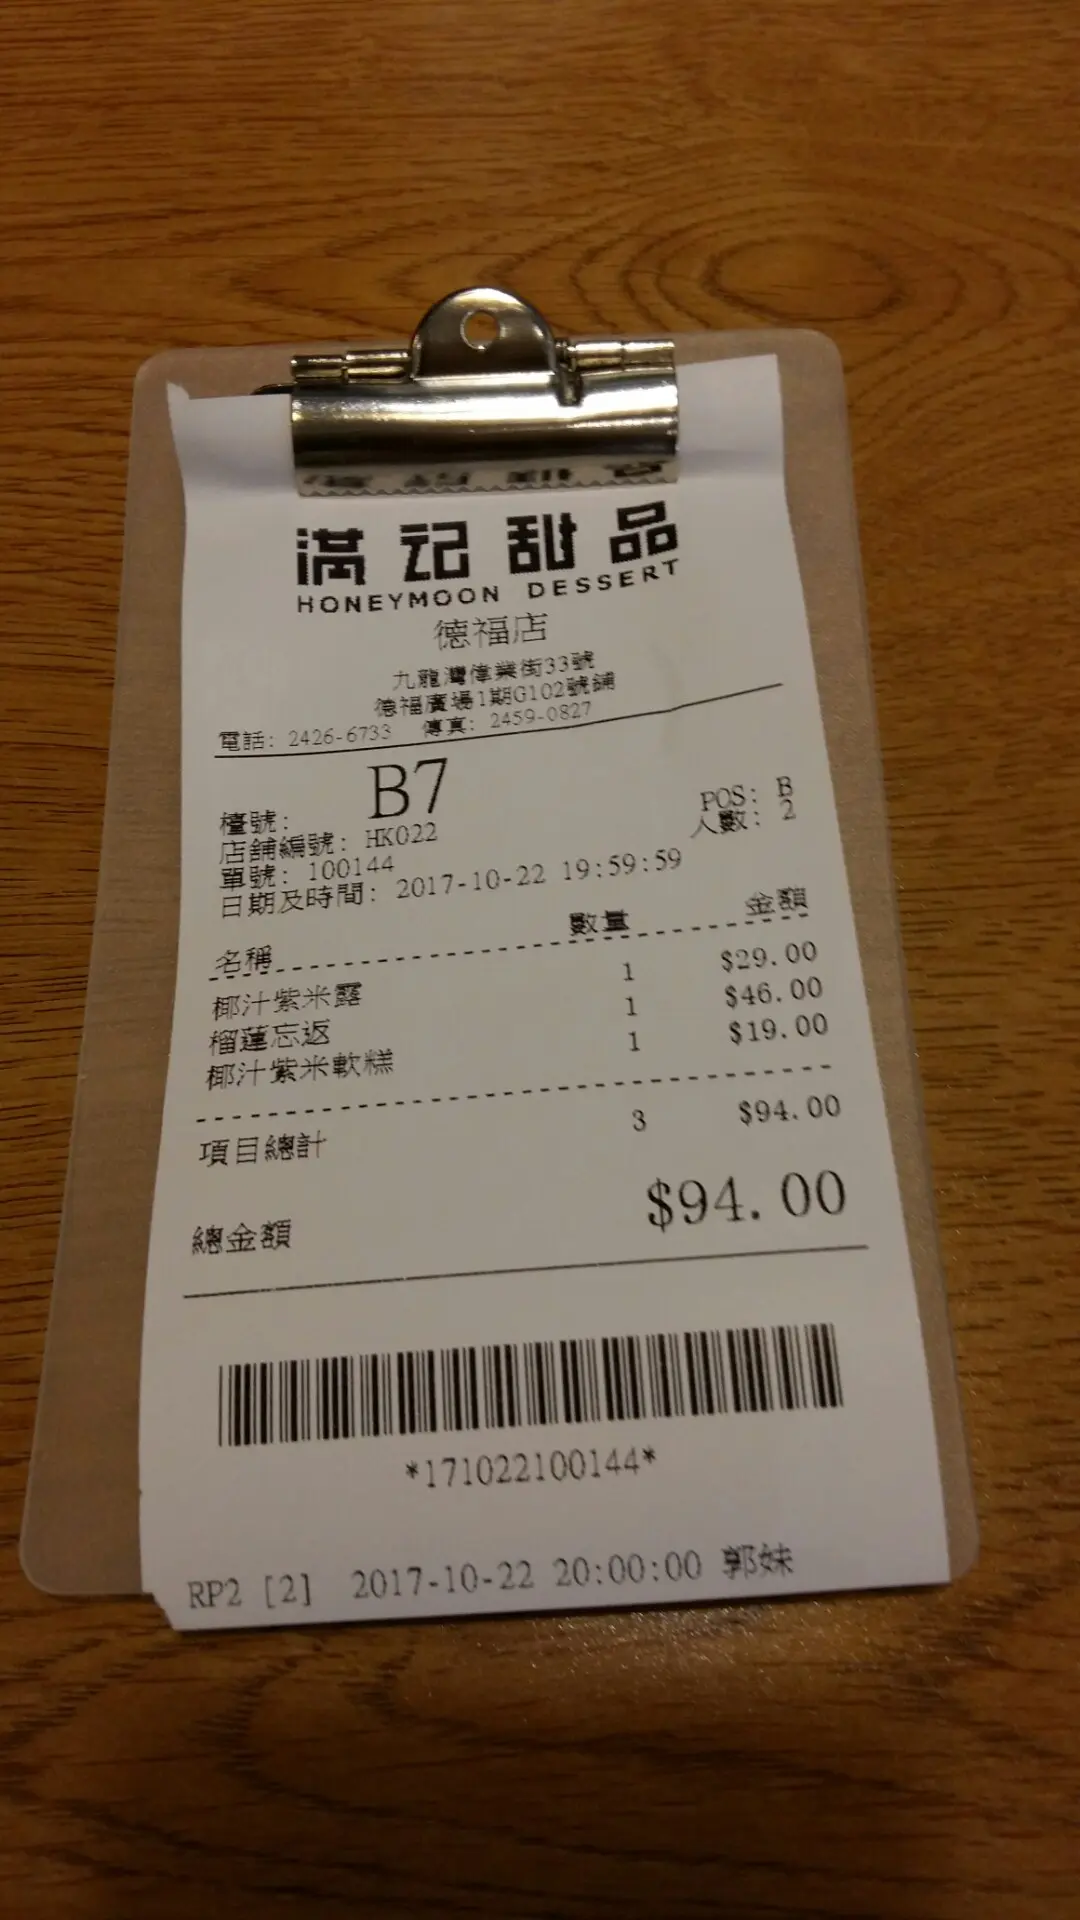 满记甜品
HONEYMOON DESSERT
德福店
九龍灣偉業街33號
德福廣場1期G102號鋪
電話: 2426-6733 傳真: 2459-0827
檯號: B7 POS: B
店舖編號: HK022 人數: 2
單號: 100144
日期及時間: 2017-10-22 19:59:59
名稱 數量 金額
椰汁紫米露 1 $29.00
榴蓮忘返 1 $46.00
椰汁紫米軟糕 1 $19.00
項目總計 3 $94.00
總金額 $94.00
*171022100144*
RP2 [2] 2017-10-22 20:00:00 郭妹